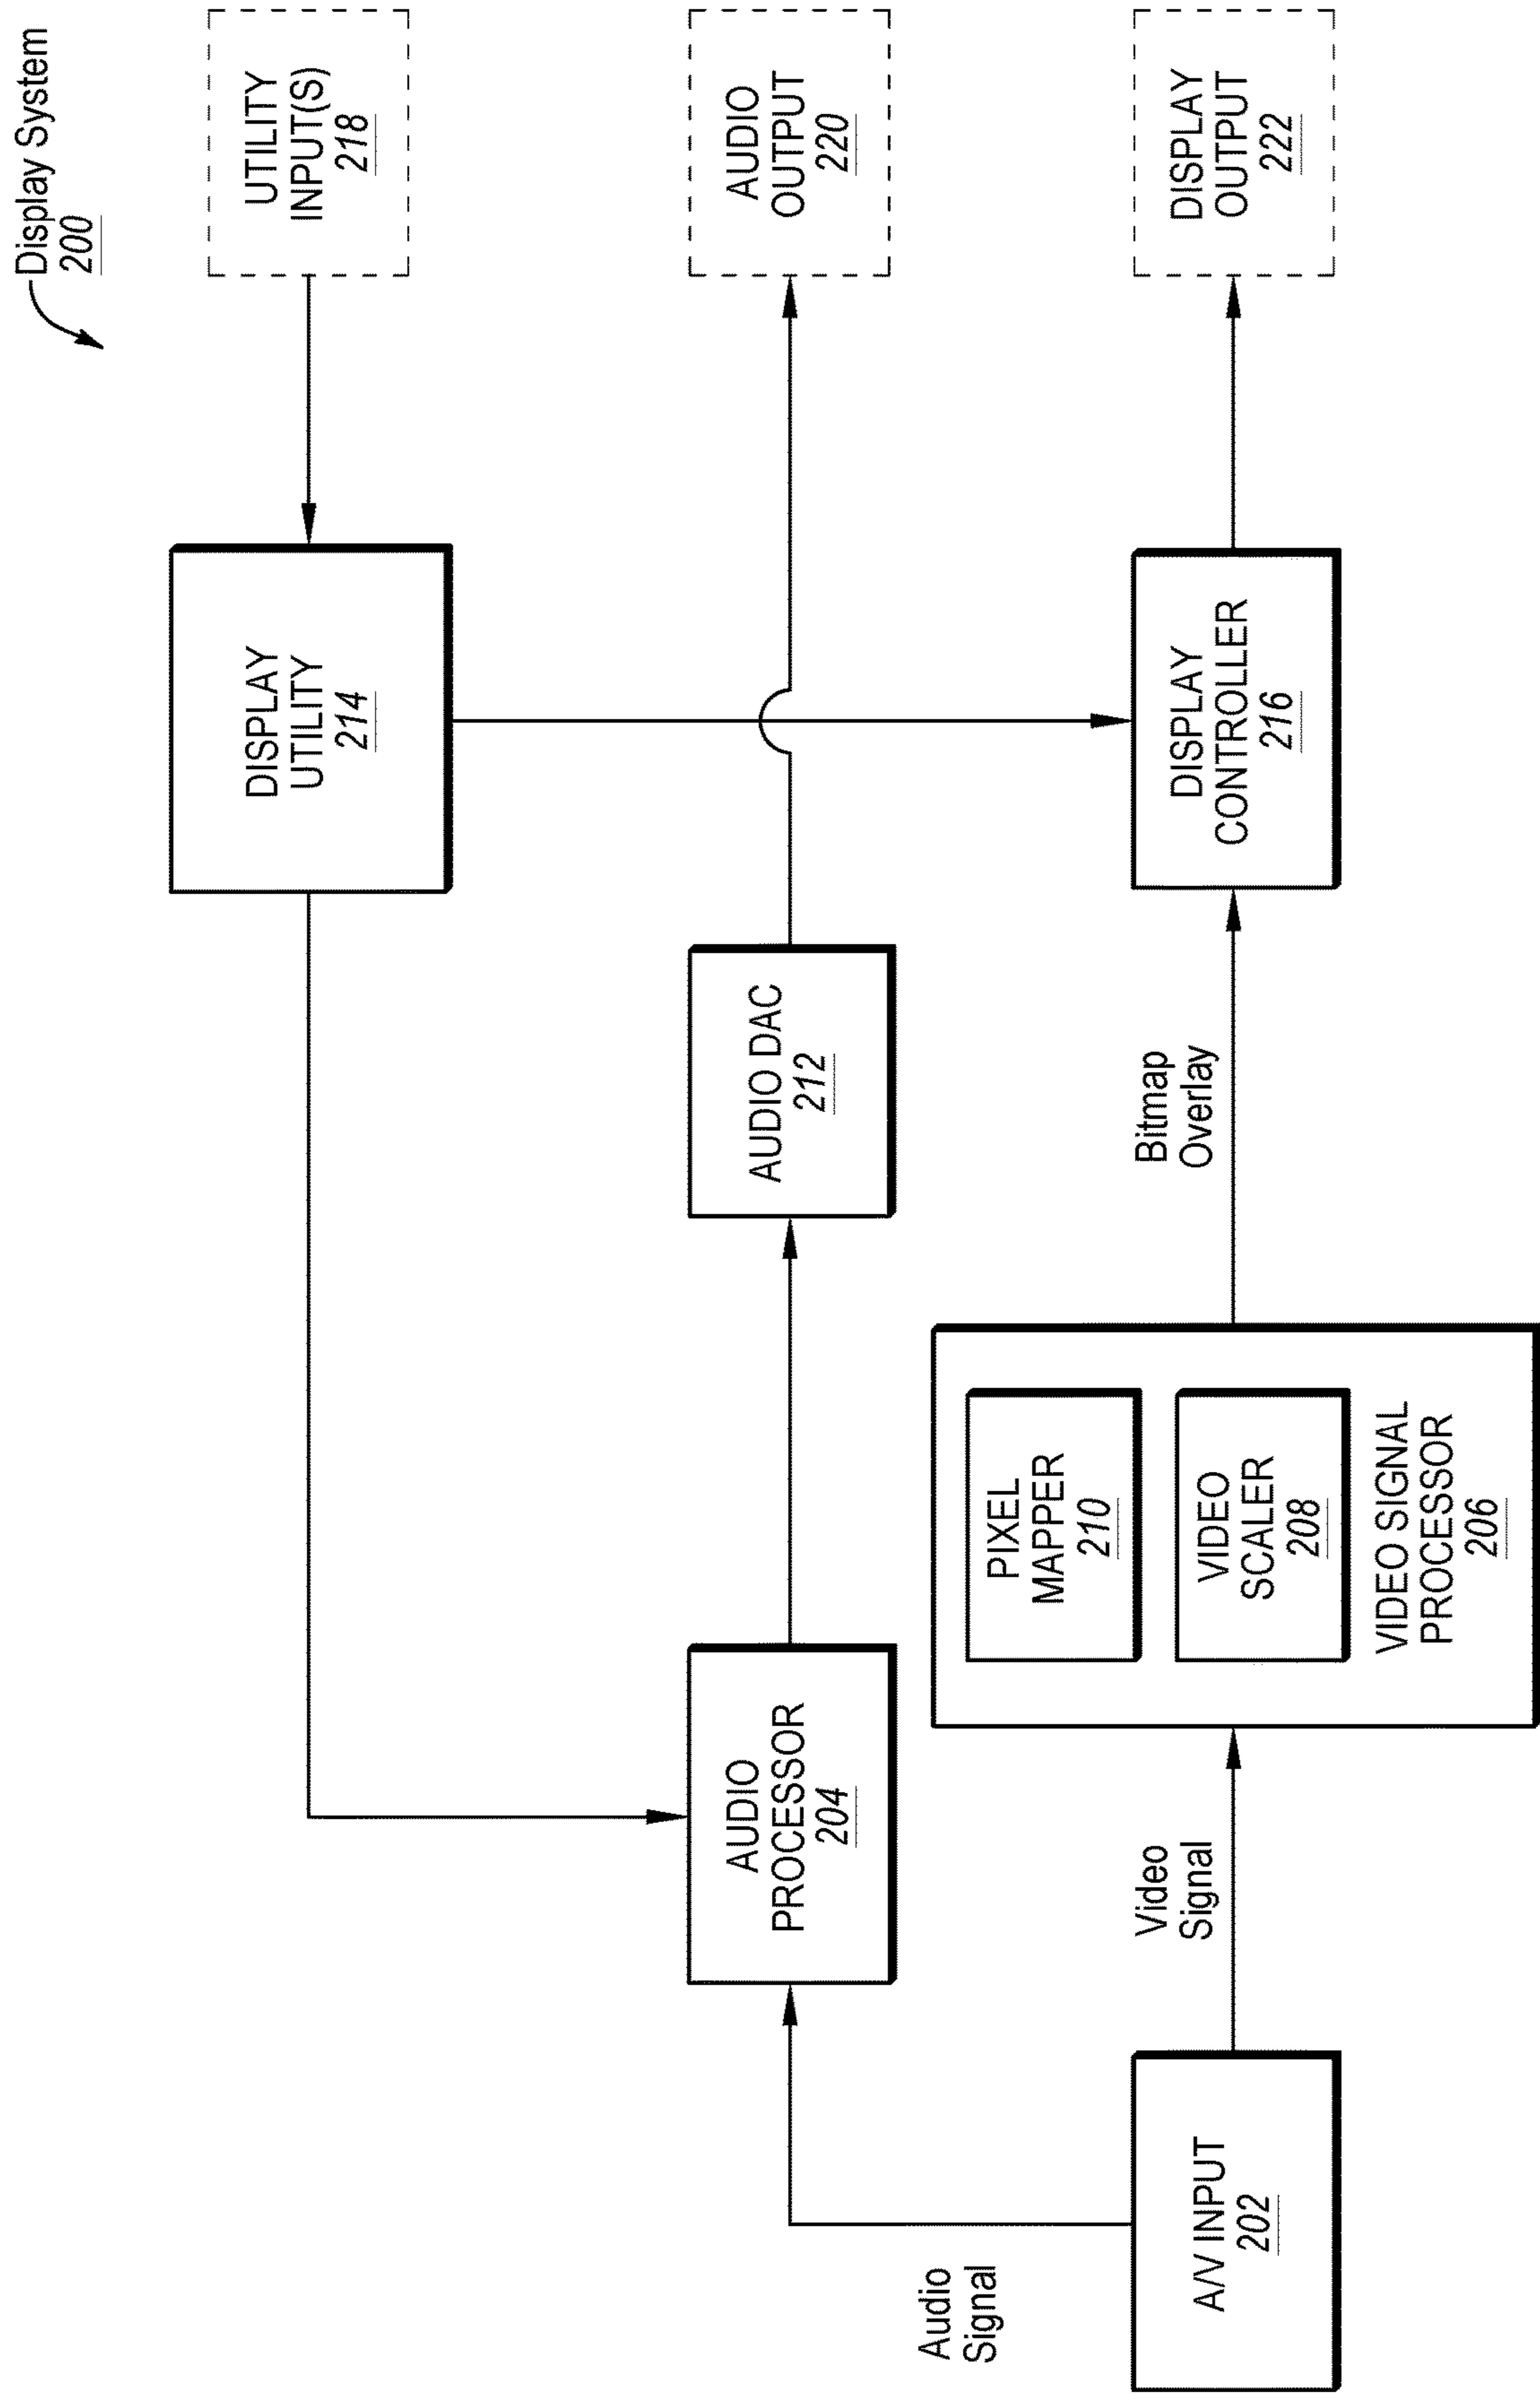 Display System
200
UTILITY
INPUT(S)
218
DISPLAY
UTILITY
214
AUDIO
OUTPUT
220
AUDIO DAC
212
AUDIO
PROCESSOR
204
Audio
Signal
A/V INPUT
202
Video
Signal
PIXEL
MAPPER
210
VIDEO
SCALER
208
VIDEO SIGNAL
PROCESSOR
206
Bitmap
Overlay
DISPLAY
CONTROLLER
216
DISPLAY
OUTPUT
222